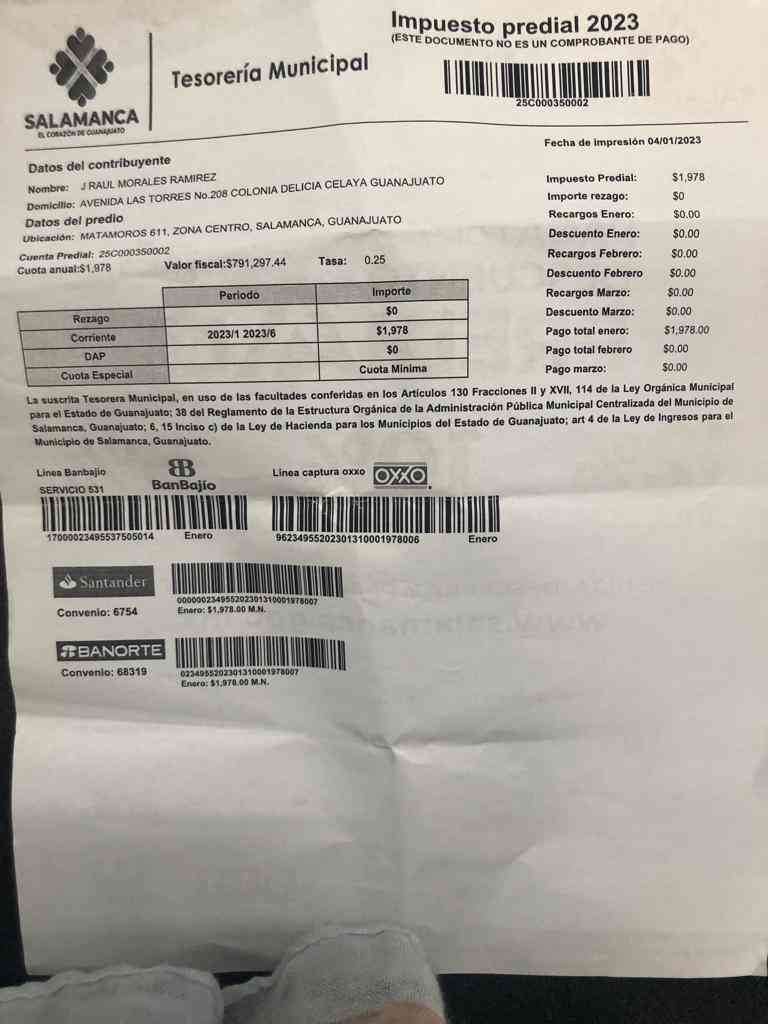 Impuesto predial 2023
(ESTE DOCUMENTO NO ES UN COMPROBANTE DE PAGO)
SALAMANCA
EL CORAZÓN DE GUANAJUATO
Tesorería Municipal
25C000350002
Fecha de impresión 04/01/2023
Datos del contribuyente
Nombre: J RAUL MORALES RAMIREZ
Domicilio: AVENIDA LAS TORRES No.208 COLONIA DELICIA CELAYA GUANAJUATO
Datos del predio
Ubicación: MATAMOROS 611, ZONA CENTRO, SALAMANCA, GUANAJUATO
Cuenta Predial: 25C000350002
Cuota anual:$1,978 Valor fiscal:$791,297.44 Tasa: 0.25
Impuesto Predial: $1,978
Importe rezago: $0
Recargos Enero: $0.00
Descuento Enero: $0.00
Recargos Febrero: $0.00
Descuento Febrero $0.00
Recargos Marzo: $0.00
Descuento Marzo: $0.00
Pago total enero: $1,978.00
Pago total febrero $0.00
Pago marzo: $0.00
Periodo Importe
Rezago $0
Corriente 2023/1 2023/6 $1,978
DAP $0
Cuota Especial Cuota Minima
La suscrita Tesorera Municipal, en uso de las facultades conferidas en los Artículos 130 Fracciones II y XVII, 114 de la Ley Orgánica Municipal
para el Estado de Guanajuato; 38 del Reglamento de la Estructura Orgánica de la Administración Pública Municipal Centralizada del Municipio de
Salamanca, Guanajuato; 6, 15 Inciso c) de la Ley de Hacienda para los Municipios del Estado de Guanajuato; art 4 de la Ley de Ingresos para el
Municipio de Salamanca, Guanajuato.
Línea Banbajio
SERVICIO 531
BanBajío
Línea captura oxxo OXXO
17000023495537505014 Enero
96234955202301310001978006 Enero
Santander
Convenio: 6754
0000002349552023013100019​78007
Enero: $1,978.00 M.N.
BANORTE
Convenio: 68319
0234955202301310001978007
Enero: $1,978.00 M.N.